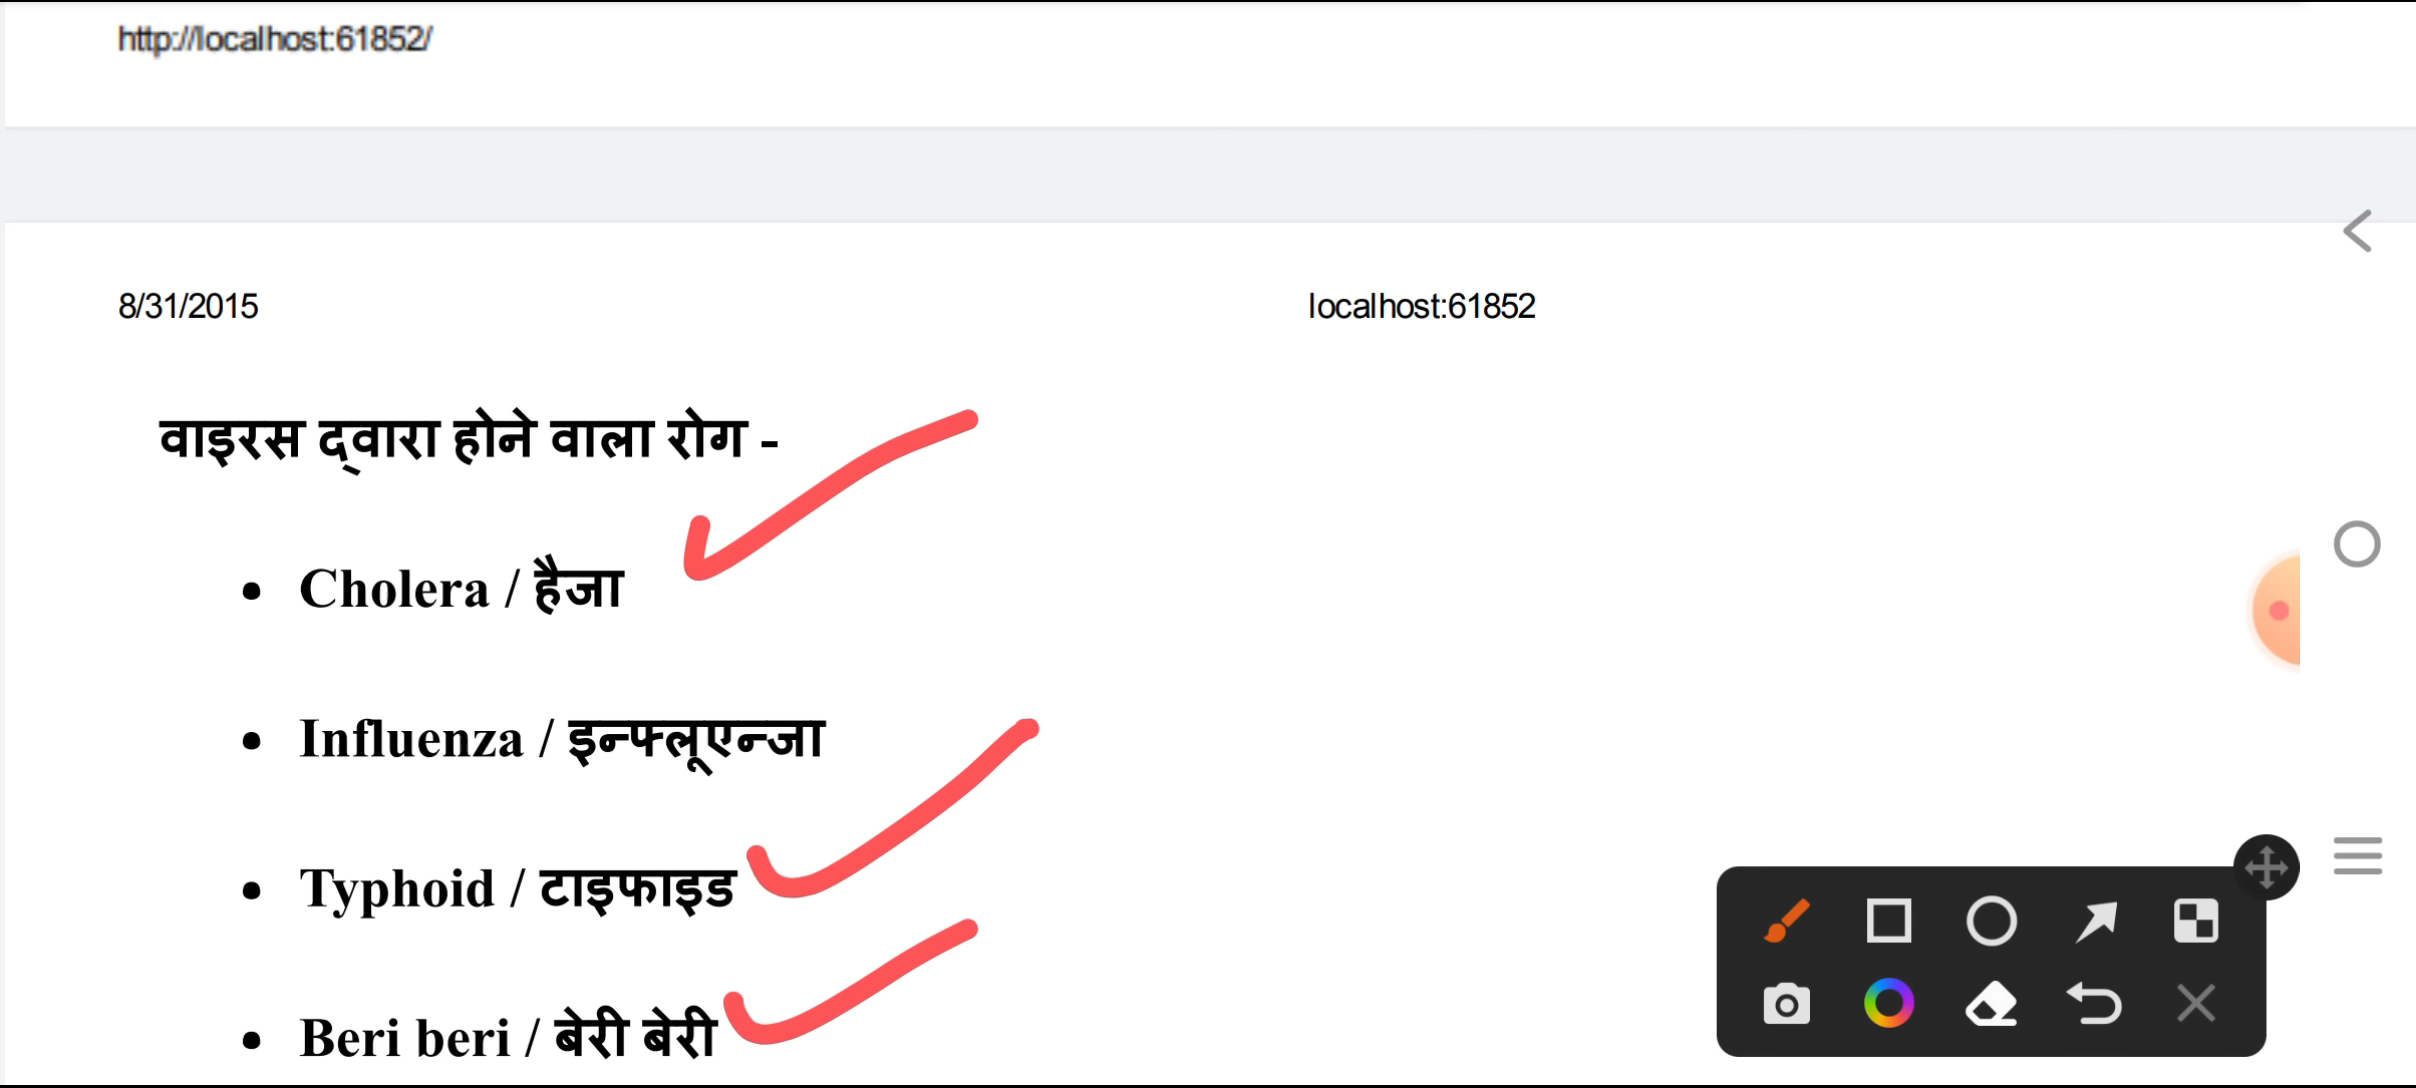 http://localhost:61852/
8/31/2015
localhost:61852
वाइरस द्वारा होने वाला रोग -
• Cholera / हैजा
• Influenza / इन्फ्लूएन्जा
• Typhoid / टाइफाइड
• Beri beri / बेरी बेरी